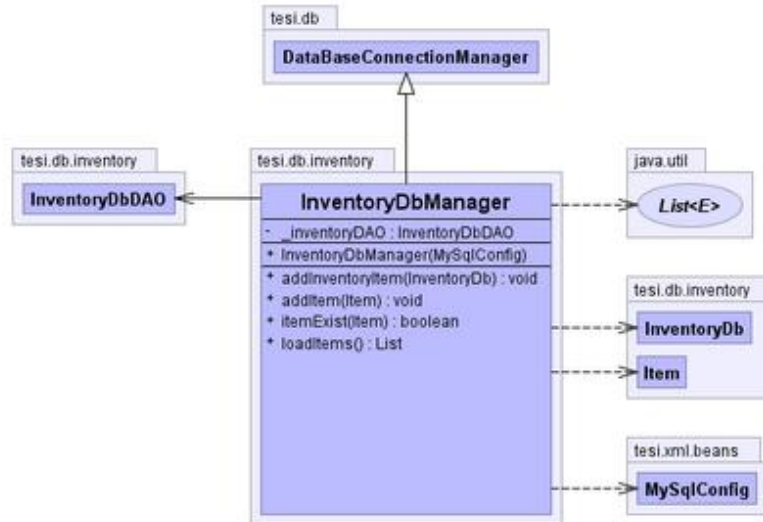 tesi.db
DataBaseConnectionManager
tesi.db.inventory
InventoryDbDAO
tesi.db.inventory
InventoryDbManager
- _inventoryDAO : InventoryDbDAO
+ InventoryDbManager(MySqlConfig)
+ addInventoryItem(InventoryDb) : void
+ addItem(Item) : void
+ itemExist(Item) : boolean
+ loadItems() : List
java.util
List<E>
tesi.db.inventory
InventoryDb
Item
tesi.xml.beans
MySqlConfig